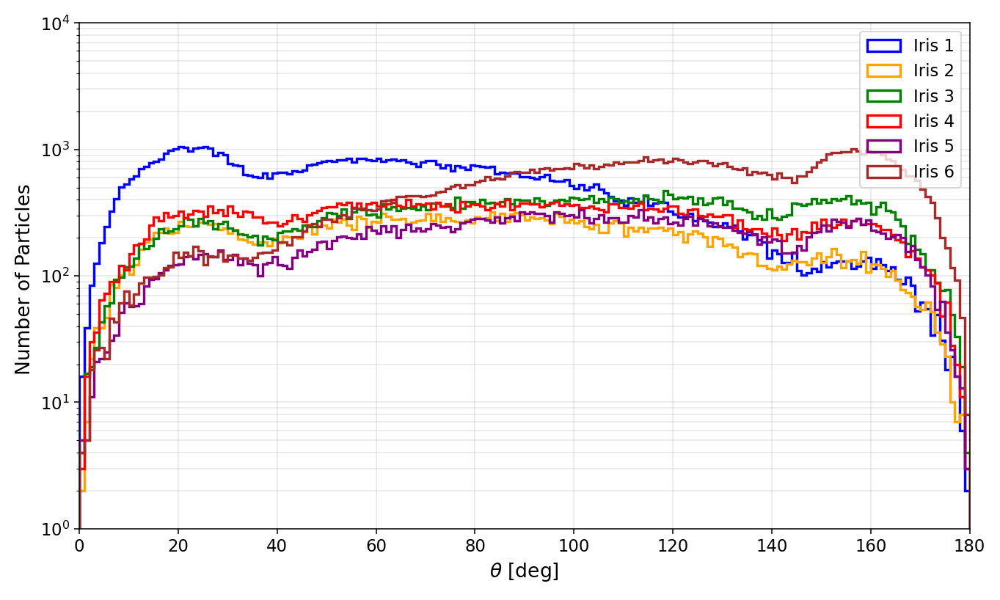 Number of Particles
10⁴
10³
10²
10¹
10⁰
0 20 40 60 80 100 120 140 160 180
θ [deg]
Iris 1
Iris 2
Iris 3
Iris 4
Iris 5
Iris 6